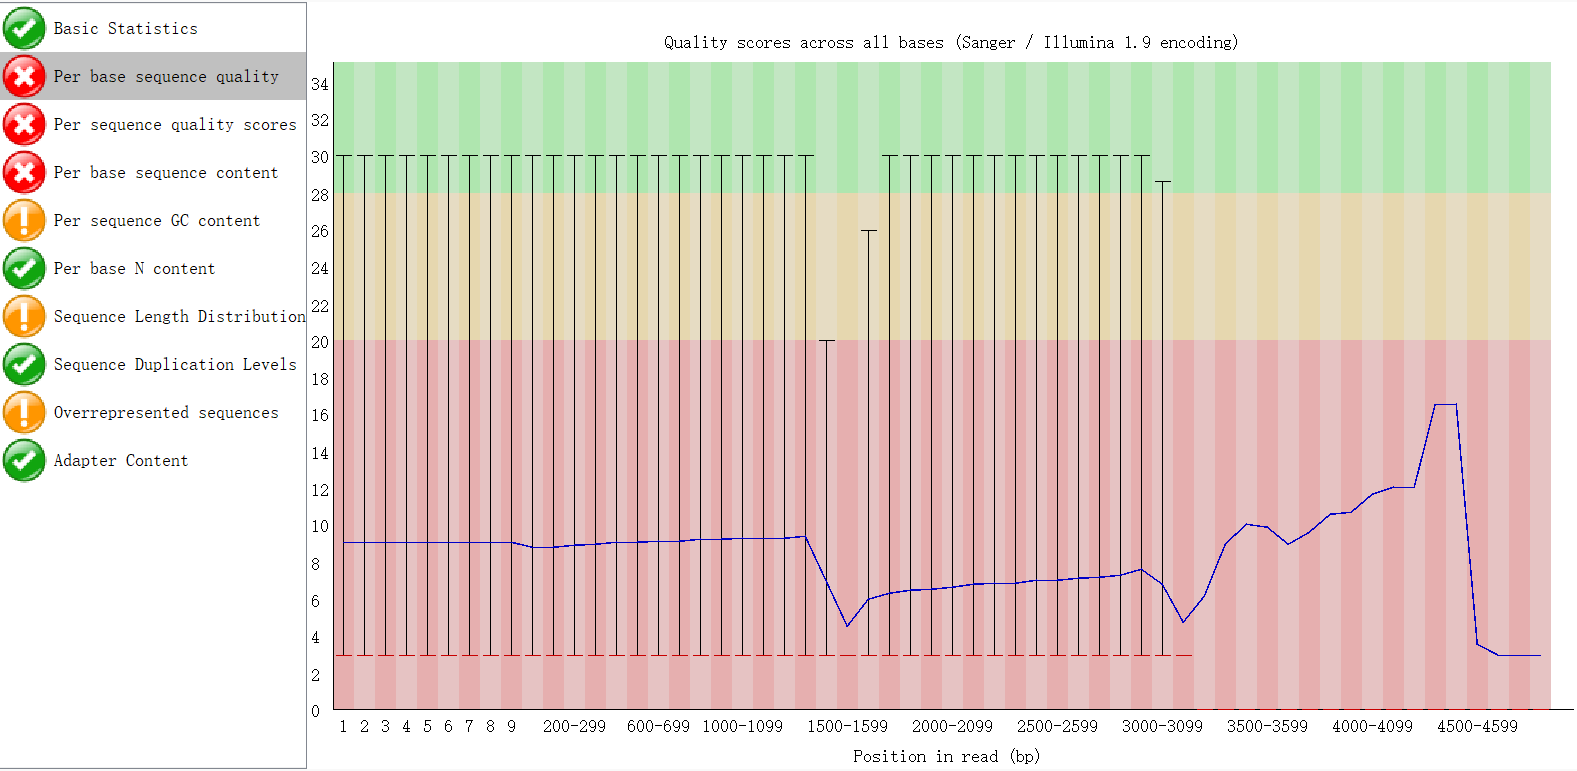 Basic Statistics
Per base sequence quality
Per sequence quality scores
Per base sequence content
Per sequence GC content
Per base N content
Sequence Length Distribution
Sequence Duplication Levels
Overrepresented sequences
Adapter Content
Quality scores across all bases (Sanger / Illumina 1.9 encoding)
34
32
30
28
26
24
22
20
18
16
14
12
10
8
6
4
2
0
1 2 3 4 5 6 7 8 9 200-299 600-699 1000-1099 1500-1599 2000-2099 2500-2599 3000-3099 3500-3599 4000-4099 4500-4599
Position in read (bp)